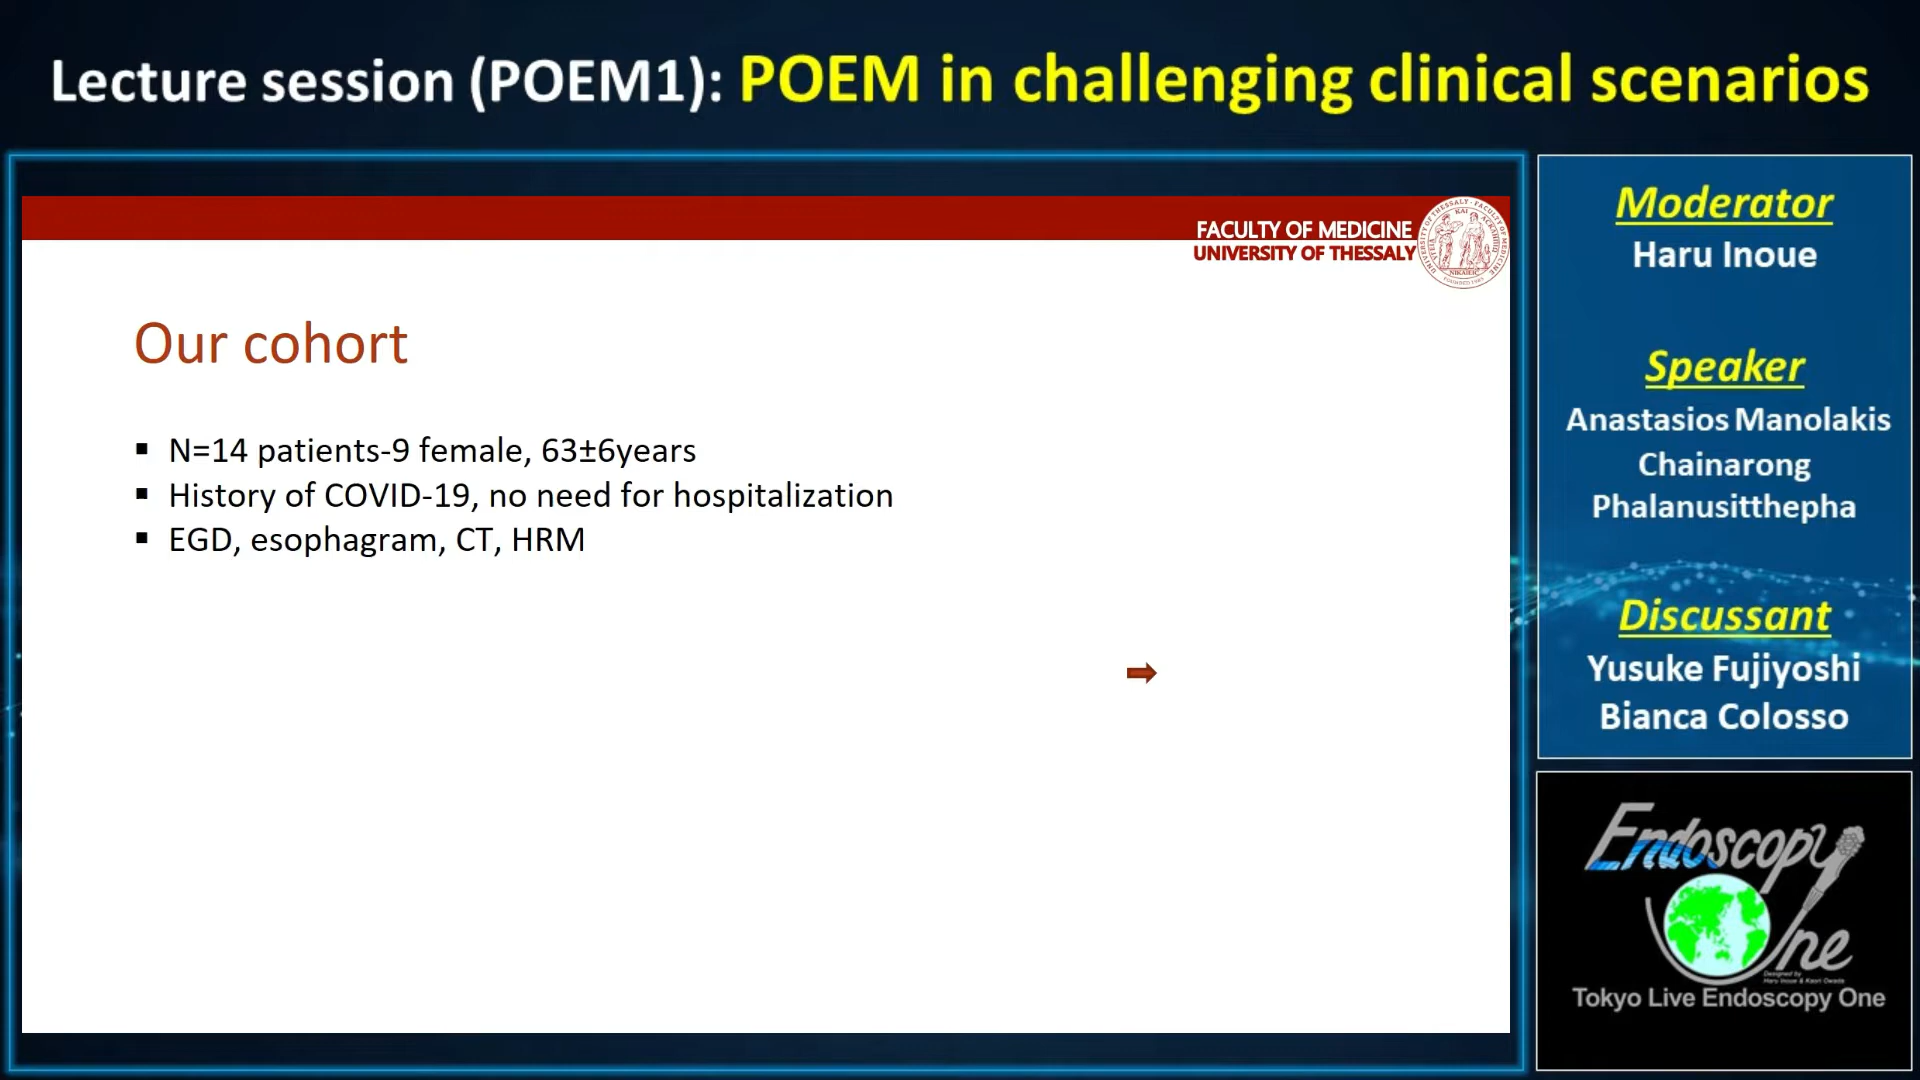 Lecture session (POEM1): POEM in challenging clinical scenarios
FACULTY OF MEDICINE
UNIVERSITY OF THESSALY
Our cohort
▪ N=14 patients-9 female, 63±6years
▪ History of COVID-19, no need for hospitalization
▪ EGD, esophagram, CT, HRM
Moderator
Haru Inoue
Speaker
Anastasios Manolakis
Chainarong
Phalanusitthepha
Discussant
Yusuke Fujiyoshi
Bianca Colosso
Endoscopy
One
Designed by
Tokyo Live Endoscopy One